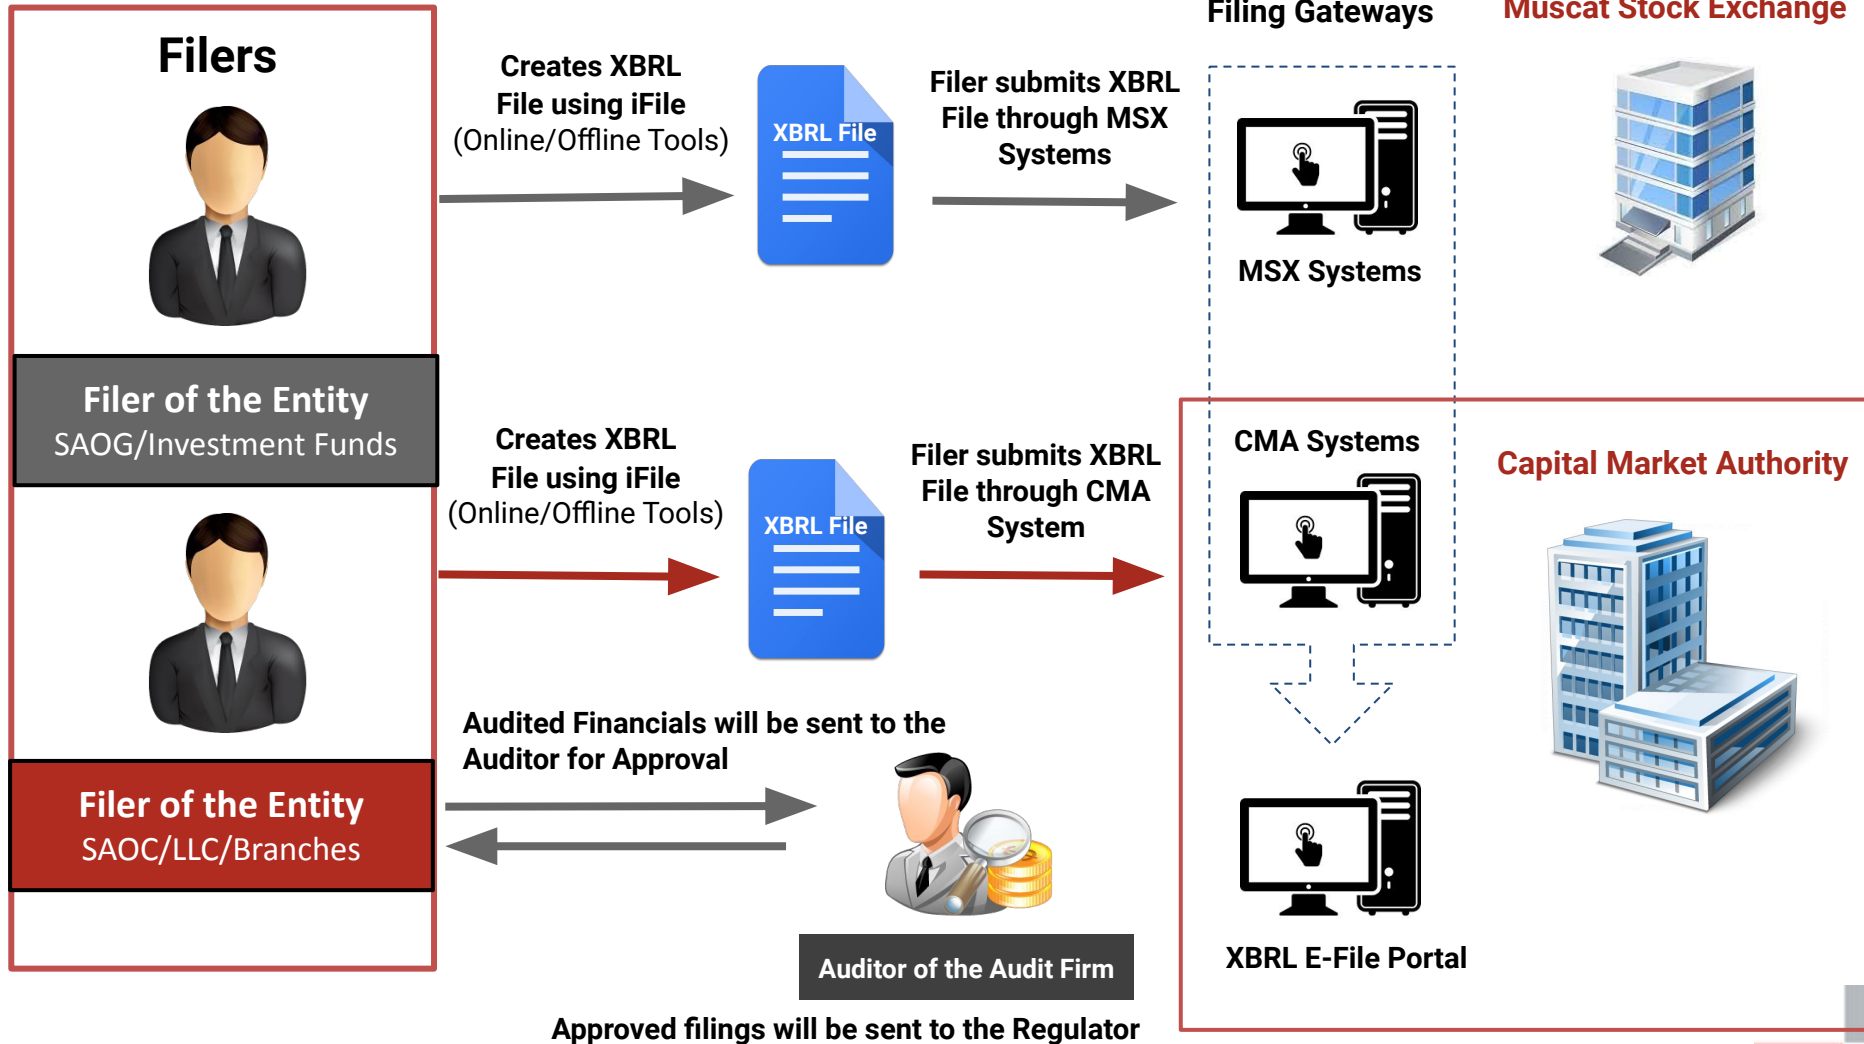 Filing Gateways
Muscat Stock Exchange
Filers
Creates XBRL
File using iFile
(Online/Offline Tools)
XBRL File
Filer submits XBRL
File through MSX
Systems
MSX Systems
Filer of the Entity
SAOG/Investment Funds
Creates XBRL
File using iFile
(Online/Offline Tools)
XBRL File
Filer submits XBRL
File through CMA
System
CMA Systems
Capital Market Authority
Audited Financials will be sent to the
Auditor for Approval
Filer of the Entity
SAOC/LLC/Branches
Auditor of the Audit Firm
XBRL E-File Portal
Approved filings will be sent to the Regulator